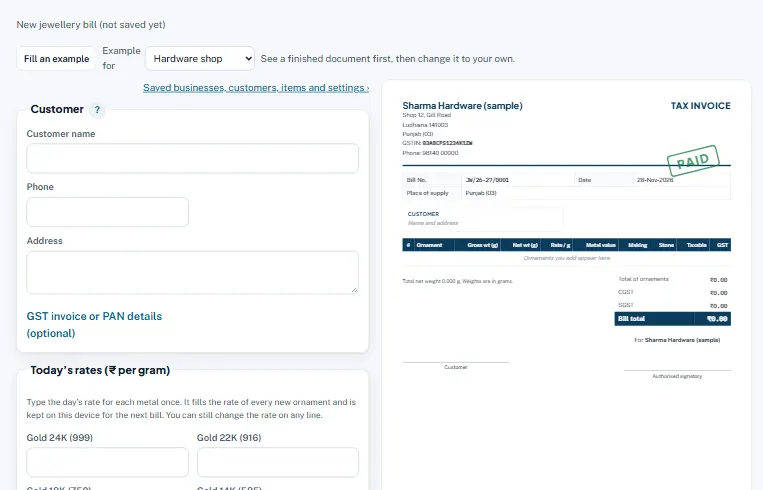 New jewellery bill (not saved yet)
Fill an example
Example for
Hardware shop
See a finished document first, then change it to your own.
Saved businesses, customers, items and settings ›
Customer ?
Customer name
Phone
Address
GST invoice or PAN details
(optional)
Today's rates (₹ per gram)
Type the day's rate for each metal once. It fills the rate of every new ornament and is
kept on this device for the next bill. You can still change the rate on any line.
Gold 24K (999) Gold 22K (916)
Sharma Hardware (sample) TAX INVOICE
Shop 12, Gill Road
Ludhiana 141003
Punjab (03)
GSTIN:
Phone: 98140 00000
PAID
Bill No. JW/26-27/0001 Date 28-Nov-2026
Place of supply Punjab (03)
CUSTOMER
Name and address
# Ornament Gross wt (g) Net wt (g) Rate / g Metal value Making Stone Taxable GST
Ornaments you add appear here
Total net weight 0.000 g. Weights are in grams.
Total of ornaments ₹0.00
CGST ₹0.00
SGST ₹0.00
Bill total ₹0.00
For Sharma Hardware (sample)
Customer
Authorised signatory